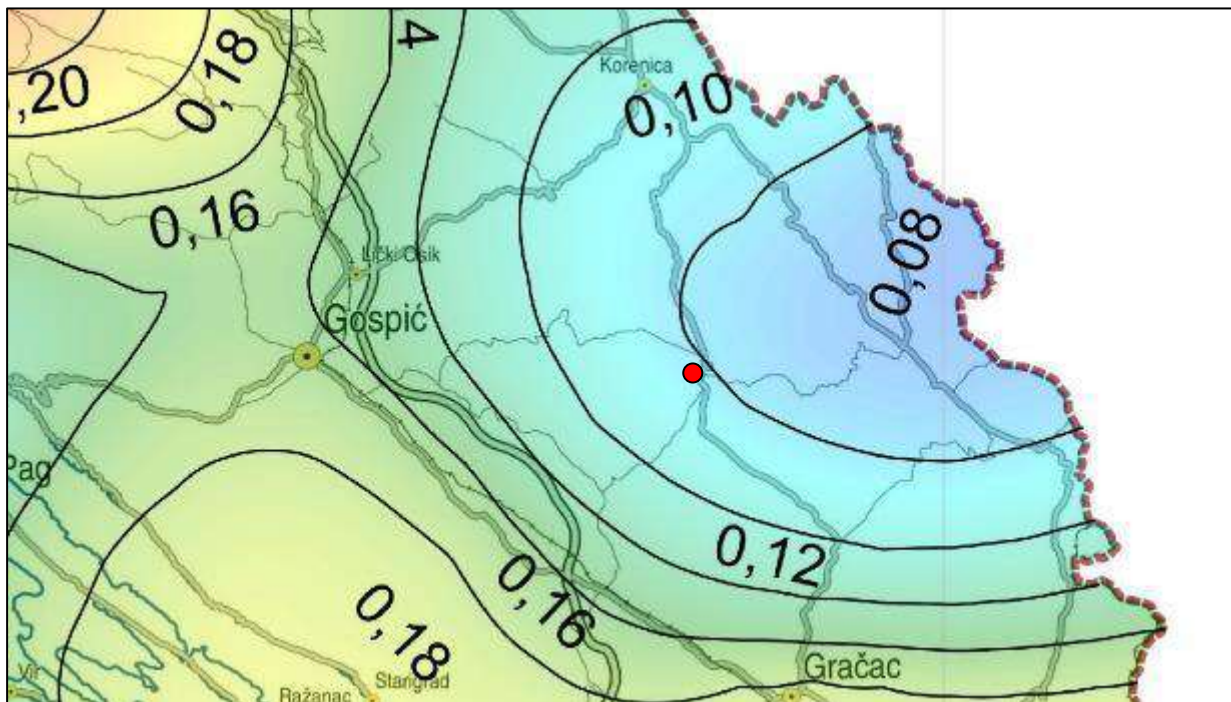 4
Korenica
,20
0,18
0,10
0,16
Lički Osik
0,08
Gospić
Pag
0,12
0,16
0,18
Gračac
Vir
Starigrad
Ražanac